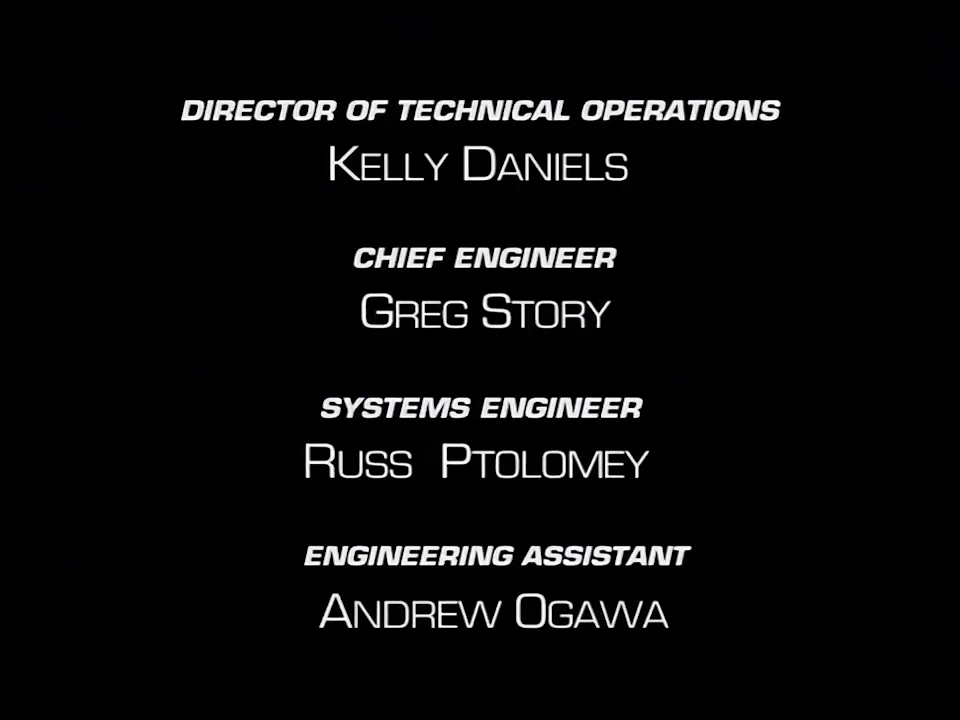 DIRECTOR OF TECHNICAL OPERATIONS
KELLY DANIELS
CHIEF ENGINEER
GREG STORY
SYSTEMS ENGINEER
RUSS PTOLOMEY
ENGINEERING ASSISTANT
ANDREW OGAWA